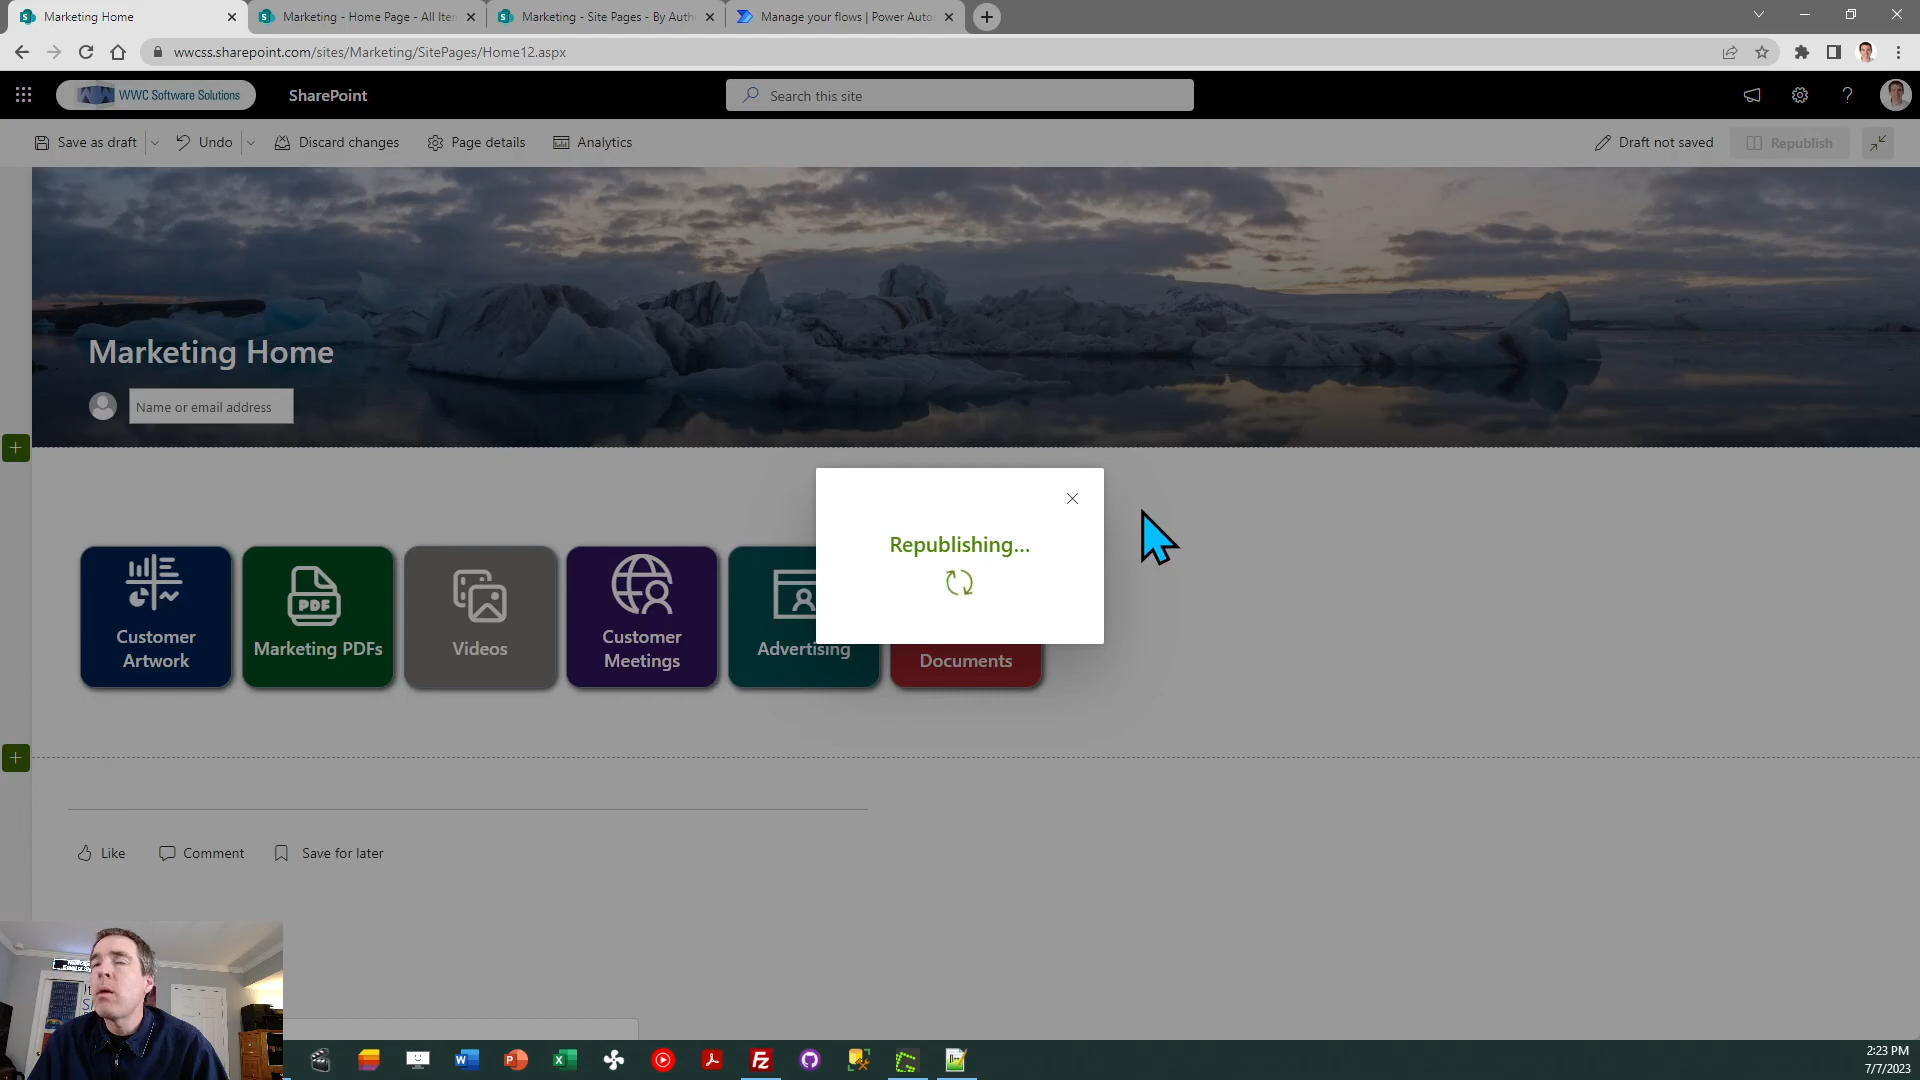 Marketing Home
Marketing - Home Page - All Iten
Marketing - Site Pages - By Auth
Manage your flows | Power Auto
wwcss.sharepoint.com/sites/Marketing/SitePages/Home12.aspx
WWC Software Solutions
SharePoint
Search this site
Save as draft
Undo
Discard changes
Page details
Analytics
Draft not saved
Republish
Marketing Home
Name or email address
Republishing...
Customer
Artwork
PDF
Marketing PDFs
Videos
Customer
Meetings
Advertising
Documents
Like
Comment
Save for later
2:23 PM
7/7/2023